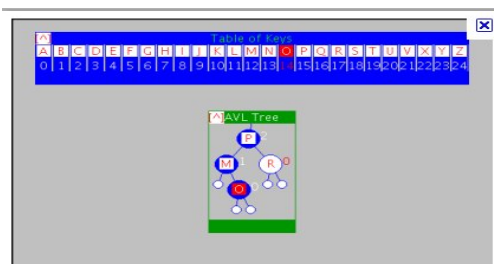 [^]
Table of Keys
A B C D E F G H I J K L M N O P Q R S T U V X Y Z
0 1 2 3 4 5 6 7 8 9 10 11 12 13 14 15 16 17 18 19 20 21 22 23 24
[^] AVL Tree
P 2
M 1 R 0
O 0